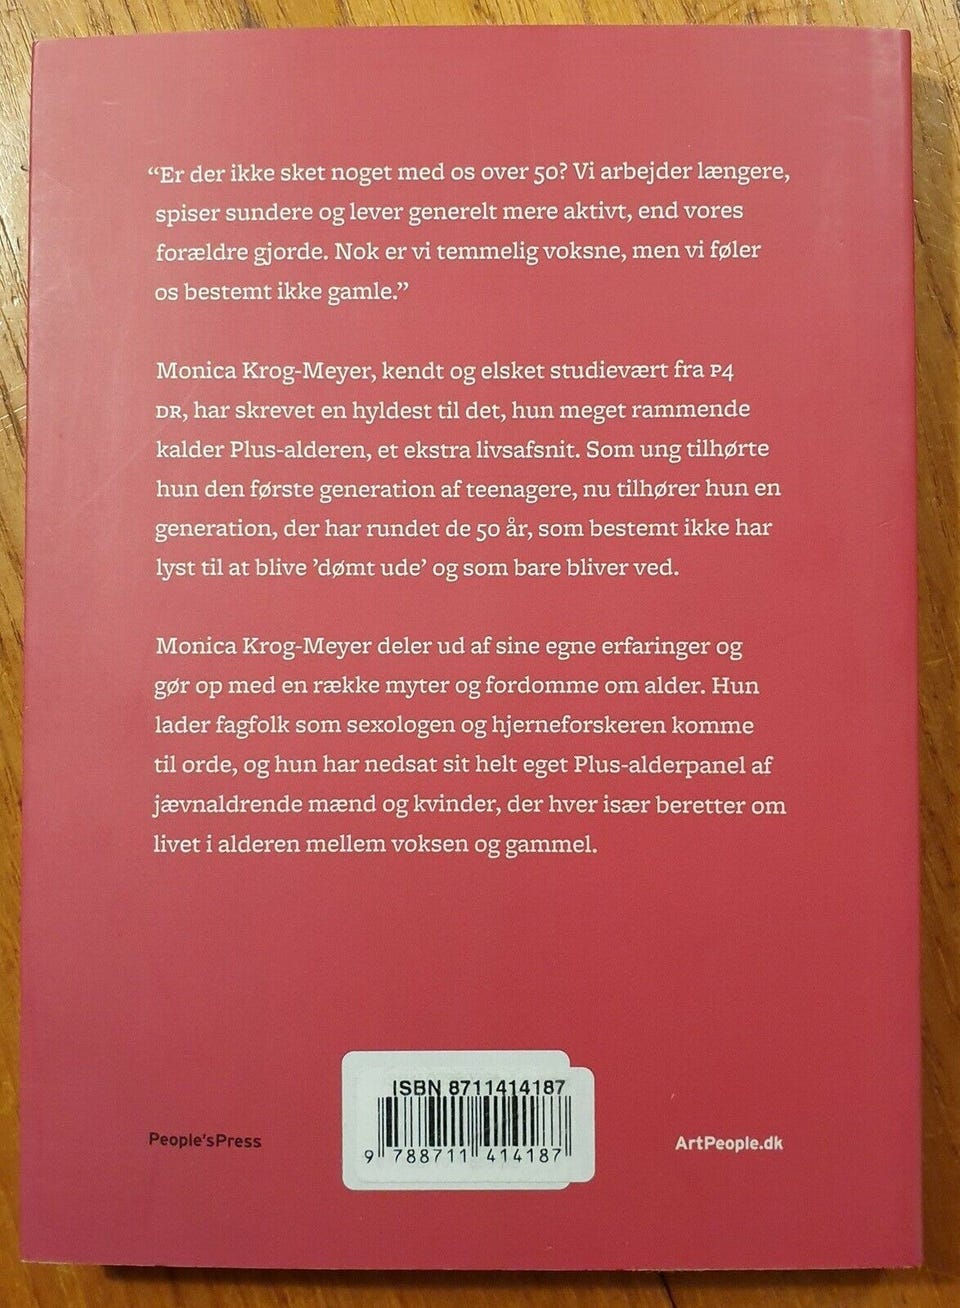 “Er der ikke sket noget med os over 50? Vi arbejder længere,
spiser sundere og lever generelt mere aktivt, end vores
forældre gjorde. Nok er vi temmelig voksne, men vi føler
os bestemt ikke gamle.”
Monica Krog-Meyer, kendt og elsket studievært fra P4
DR, har skrevet en hyldest til det, hun meget rammende
kalder Plus-alderen, et ekstra livsafsnit. Som ung tilhørte
hun den første generation af teenagere, nu tilhører hun en
generation, der har rundet de 50 år, som bestemt ikke har
lyst til at blive ’dømt ude’ og som bare bliver ved.
Monica Krog-Meyer deler ud af sine egne erfaringer og
gør op med en række myter og fordomme om alder. Hun
lader fagfolk som sexologen og hjerneforskeren komme
til orde, og hun har nedsat sit helt eget Plus-alderpanel af
jævnaldrende mænd og kvinder, der hver især beretter om
livet i alderen mellem voksen og gammel.
ISBN 8711414187
9 788711 414187
People'sPress
ArtPeople.dk